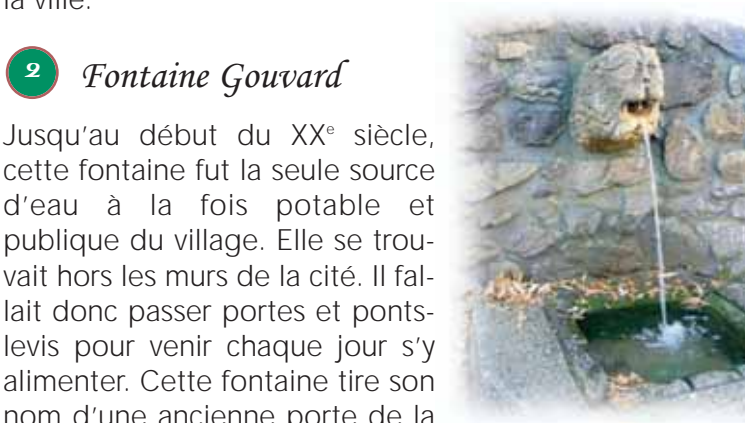 la ville.
2 Fontaine Gouvard
Jusqu'au début du XXe siècle,
cette fontaine fut la seule source
d'eau à la fois potable et
publique du village. Elle se trou-
vait hors les murs de la cité. Il fal-
lait donc passer portes et ponts-
levis pour venir chaque jour s'y
alimenter. Cette fontaine tire son
nom d'une ancienne porte de la